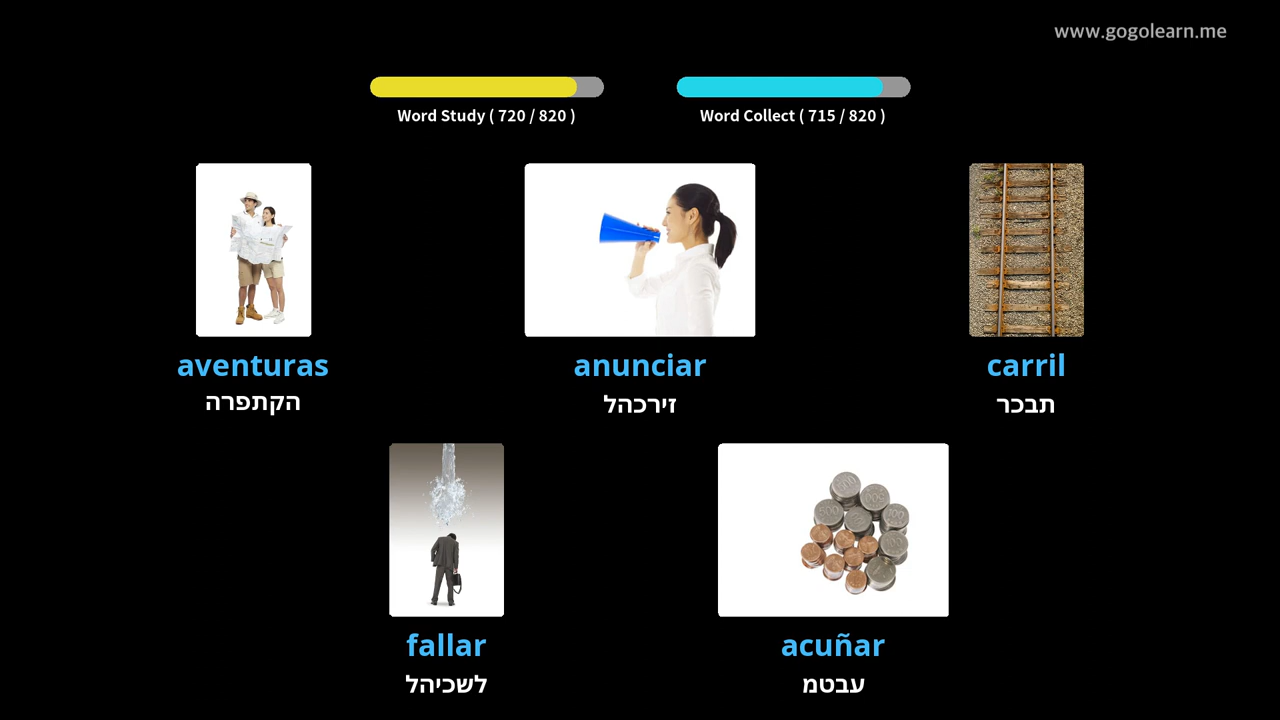 www.gogolearn.me
Word Study ( 720 / 820 )
Word Collect ( 715 / 820 )
aventuras
הקתפרה
anunciar
זירכהל
carril
תבכר
fallar
לשכיהל
acuñar
עבטמ